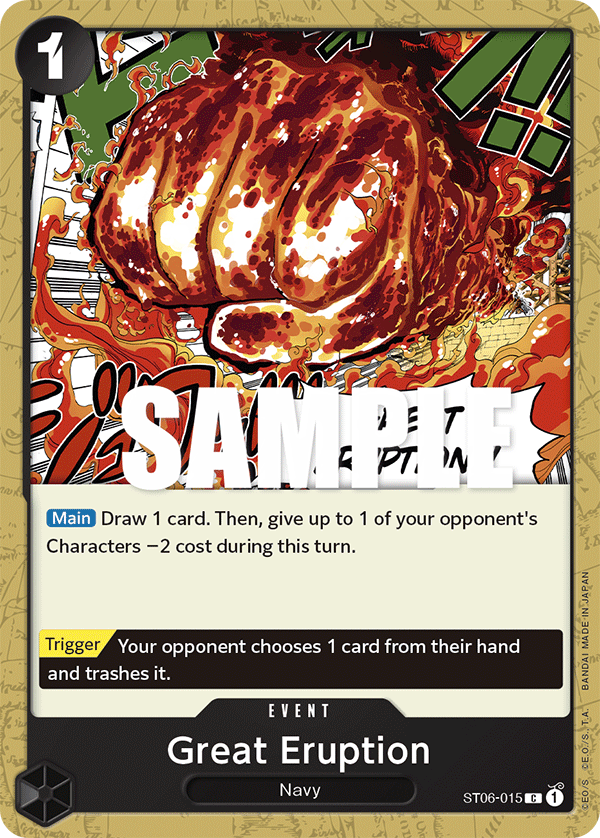 1
SAMPLE
Main Draw 1 card. Then, give up to 1 of your opponent's
Characters −2 cost during this turn.
Trigger Your opponent chooses 1 card from their hand
and trashes it.
EVENT
Great Eruption
Navy
ST06-015 C 1
©E.O./S. ©E.O./S.,T.A. BANDAI MADE IN JAPAN